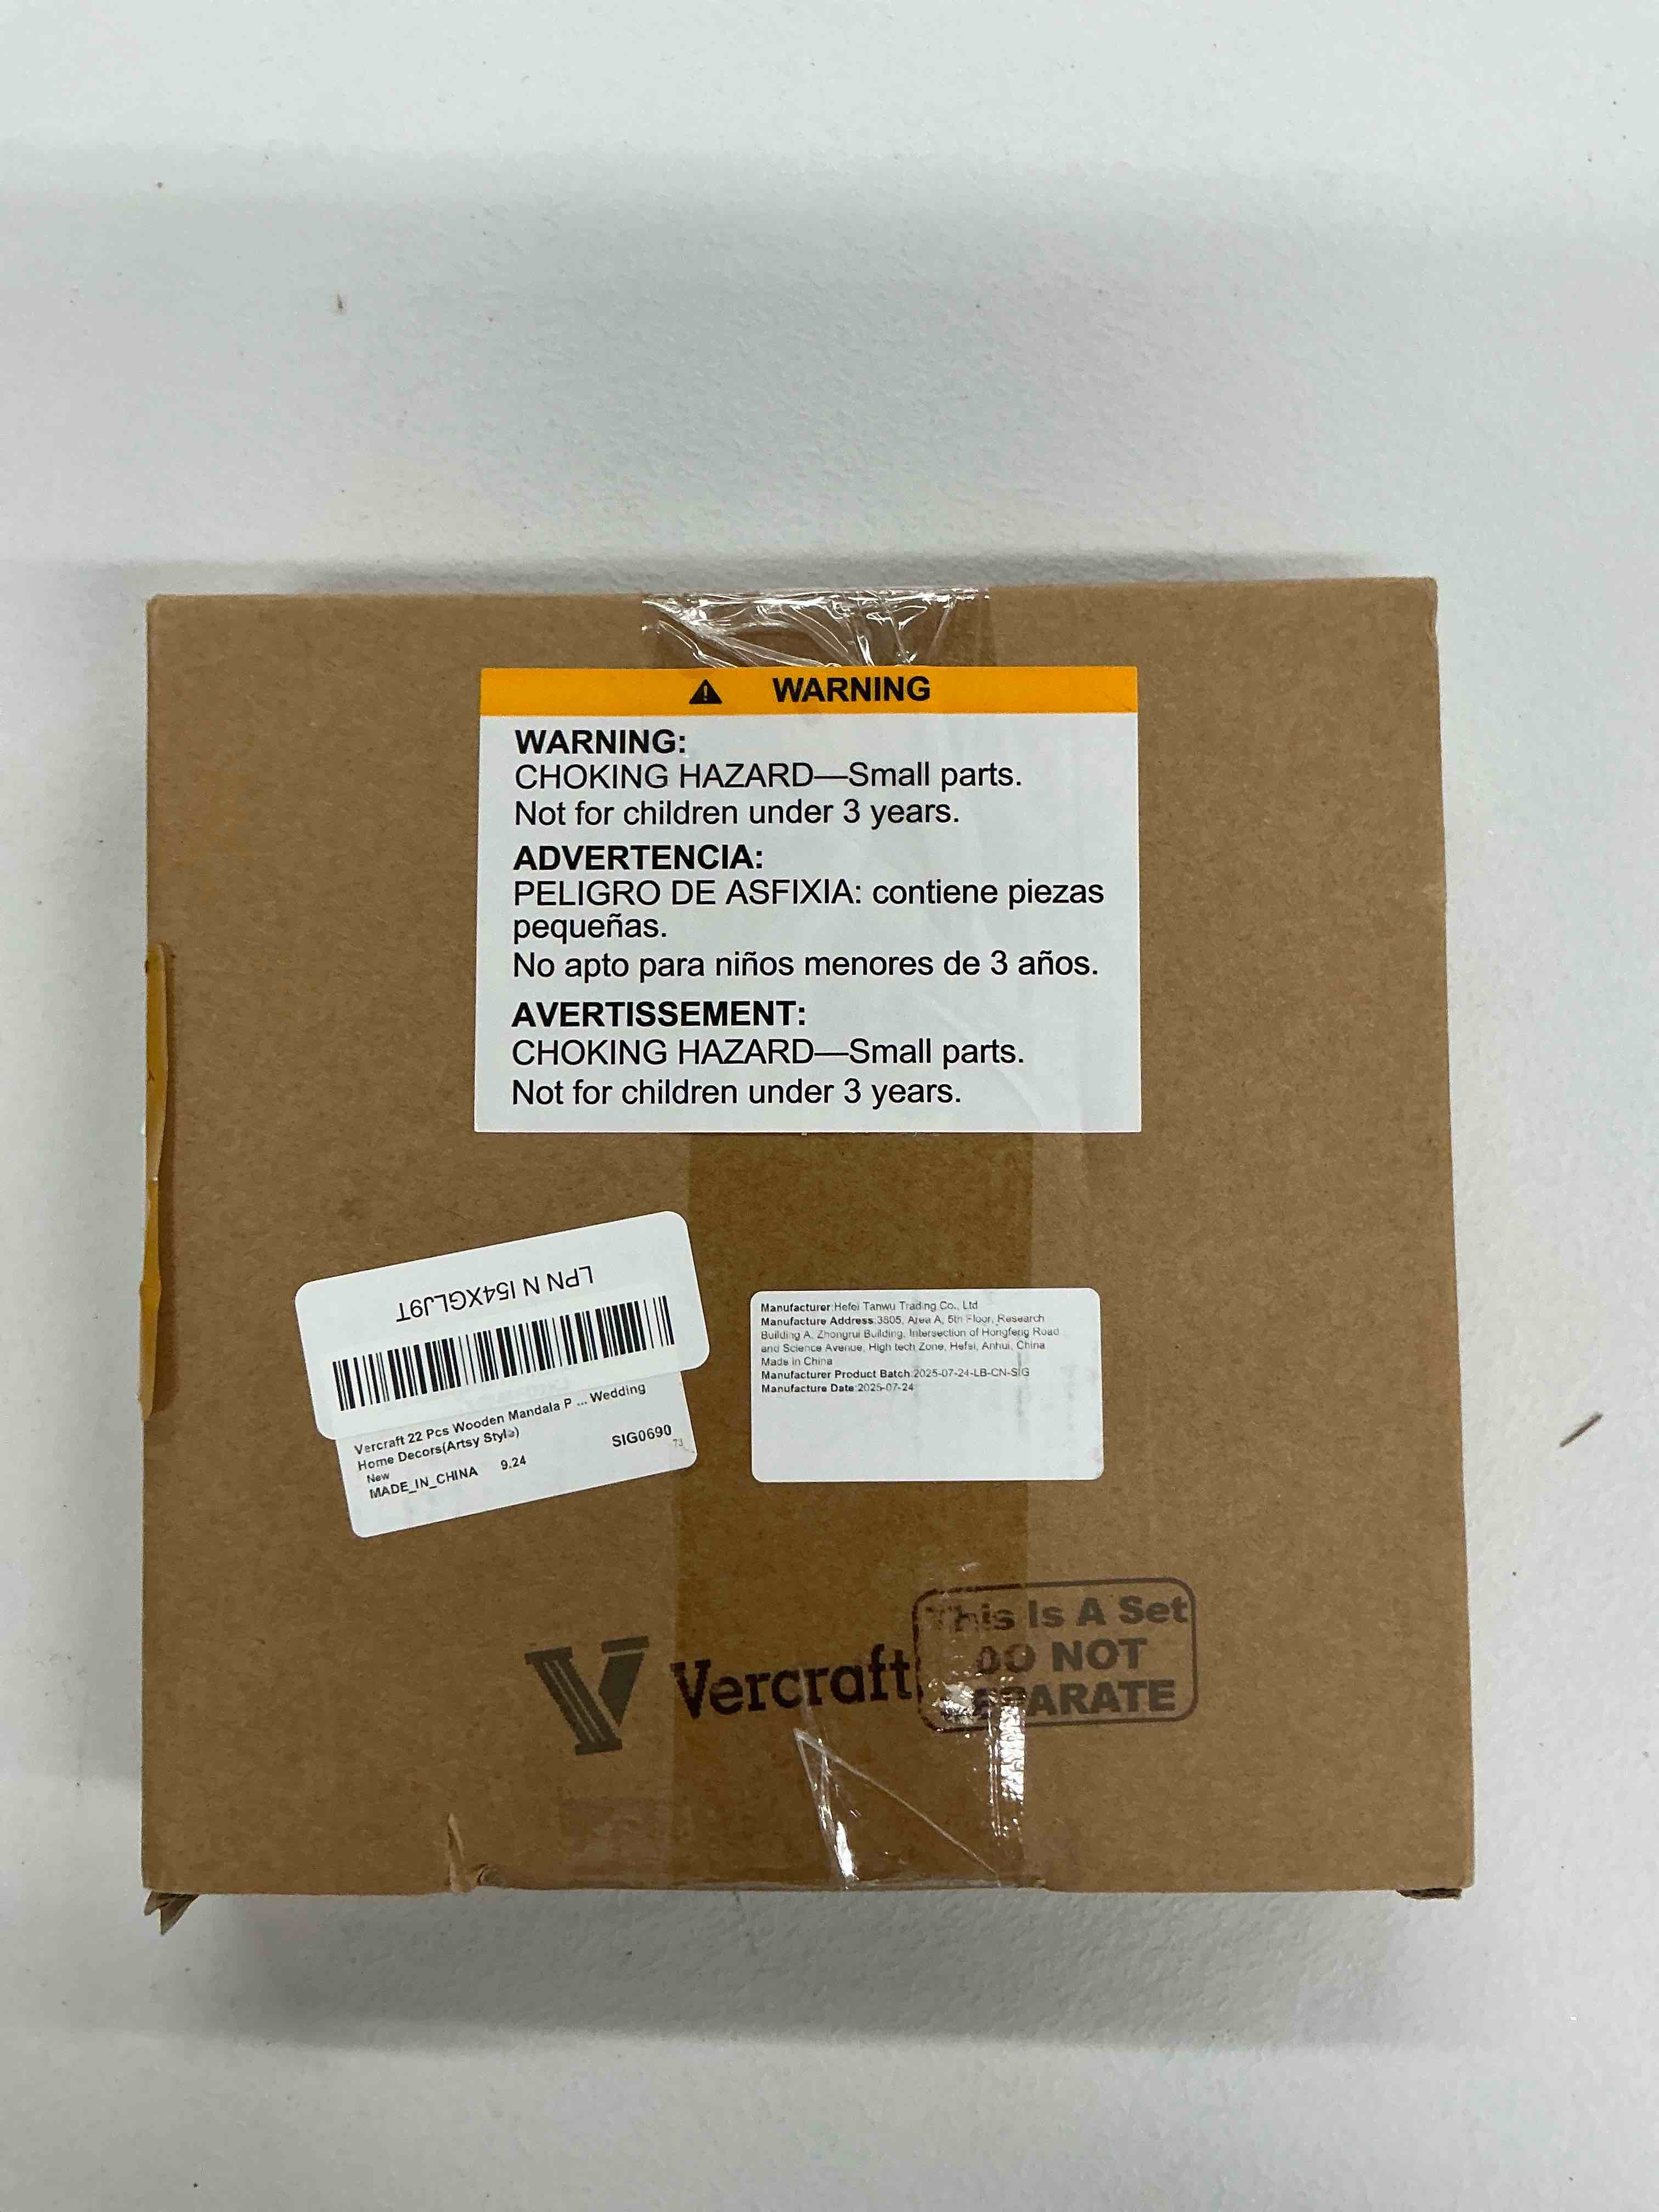 WARNING
WARNING:
CHOKING HAZARD—Small parts.
Not for children under 3 years.
ADVERTENCIA:
PELIGRO DE ASFIXIA: contiene piezas
pequeñas.
No apto para niños menores de 3 años.
AVERTISSEMENT:
CHOKING HAZARD—Small parts.
Not for children under 3 years.
LPN N I54XGLJ9T
Vercraft 22 Pcs Wooden Mandala P ... Wedding
Home Decors(Artsy Style)
New
SIG0690
73
MADE_IN_CHINA 9.24
Manufacturer:Hefei Tanwu Trading Co., Ltd
Manufacture Address:3805, Area A, 5th Floor, Research
Building A, Zhongrui Building, Intersection of Hongfeng Road
and Science Avenue, High tech Zone, Hefei, Anhui, China
Made in China
Manufacturer Product Batch:2025-07-24-LB-CN-SIG
Manufacture Date:2025-07-24
Vercraft
This Is A Set
DO NOT
SEPARATE